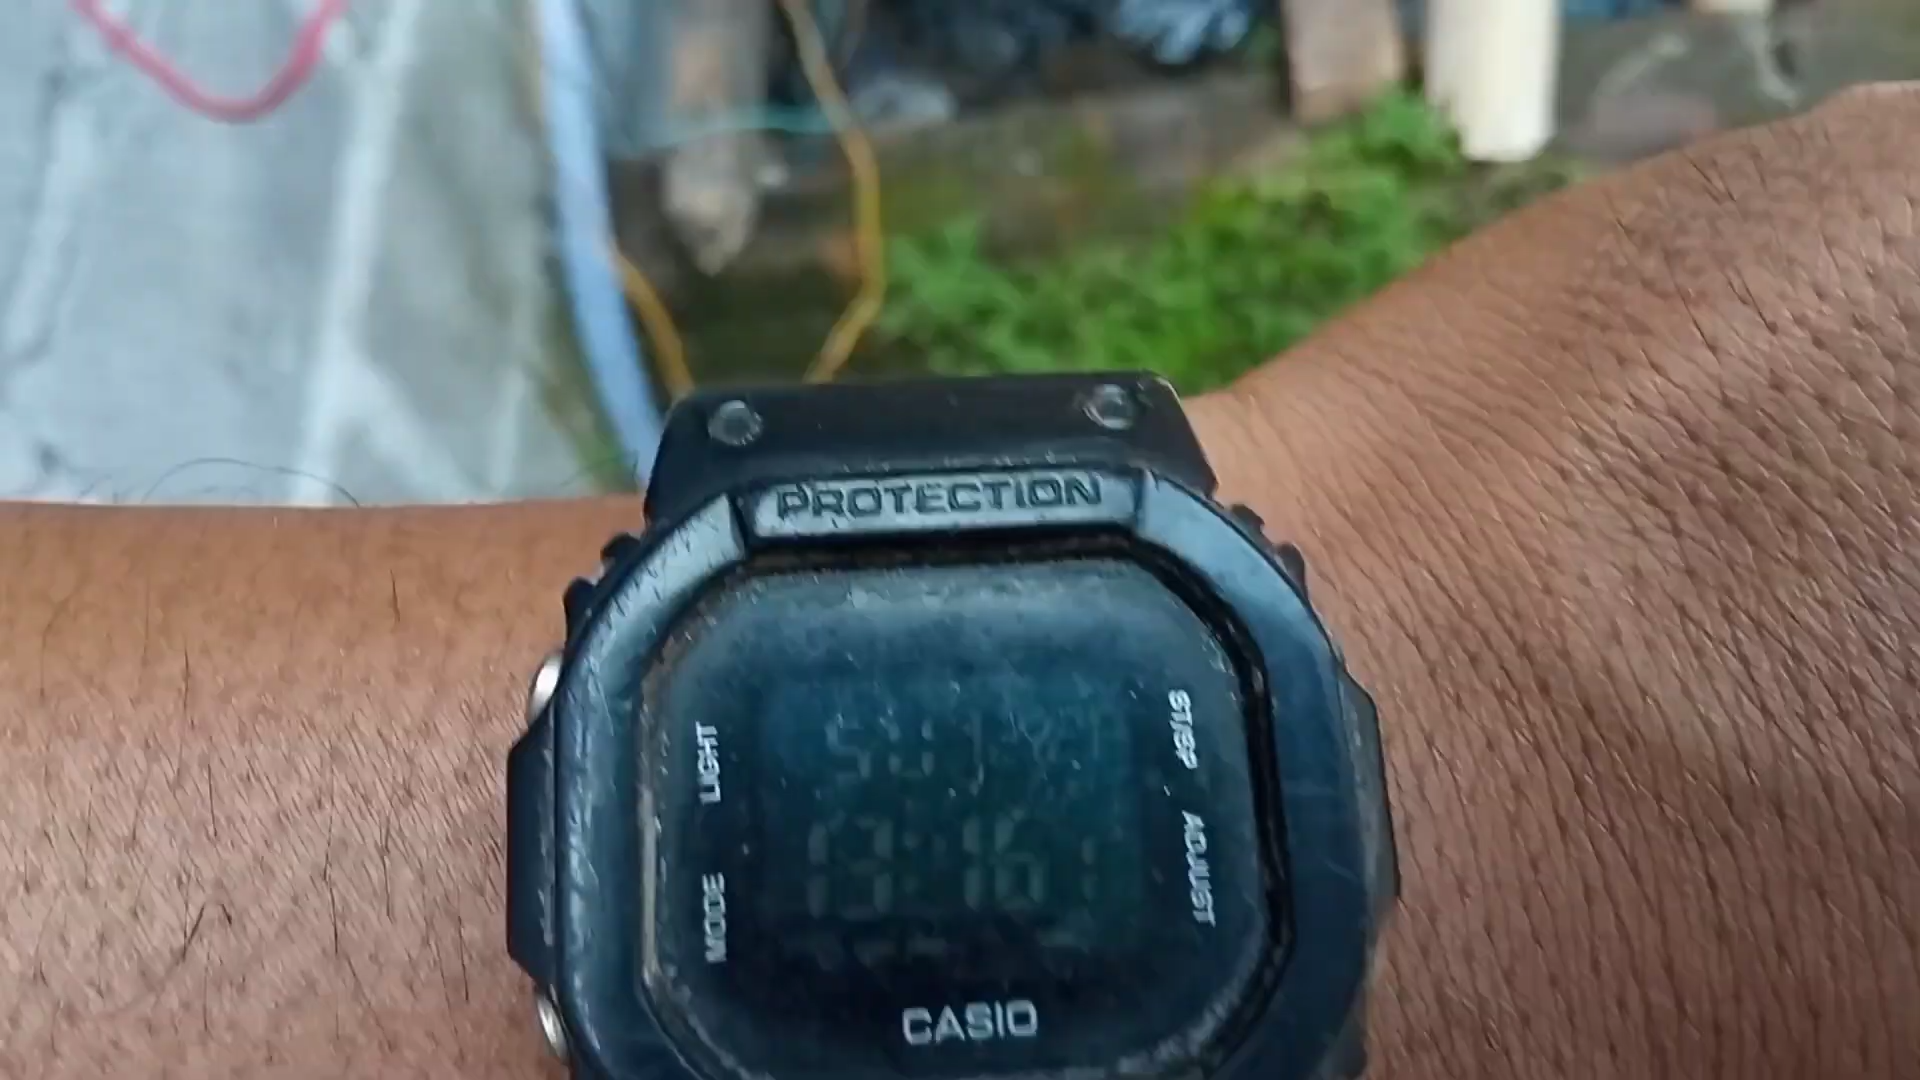 PROTECTION
LIGHT
ST/SP
MODE
ADJUST
CASIO